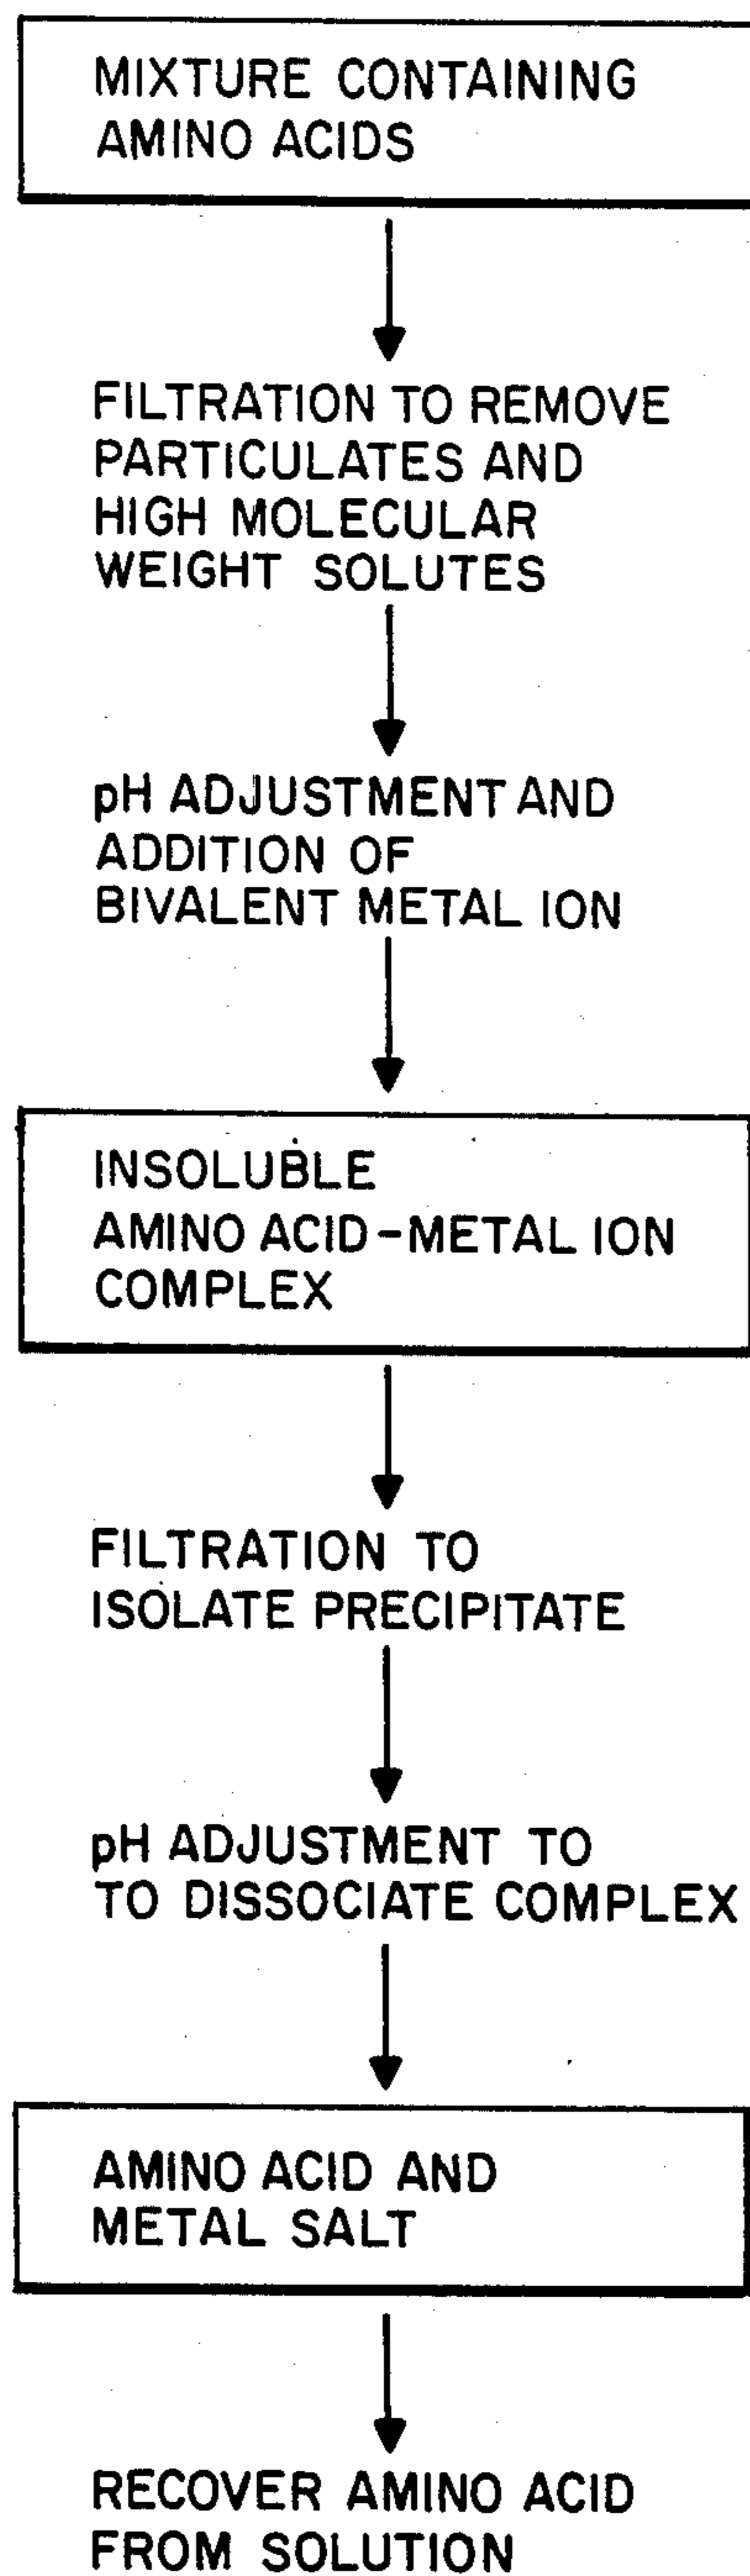 MIXTURE CONTAINING
AMINO ACIDS
FILTRATION TO REMOVE
PARTICULATES AND
HIGH MOLECULAR
WEIGHT SOLUTES
pH ADJUSTMENT AND
ADDITION OF
BIVALENT METAL ION
INSOLUBLE
AMINO ACID-METAL ION
COMPLEX
FILTRATION TO
ISOLATE PRECIPITATE
pH ADJUSTMENT TO
TO DISSOCIATE COMPLEX
AMINO ACID AND
METAL SALT
RECOVER AMINO ACID
FROM SOLUTION